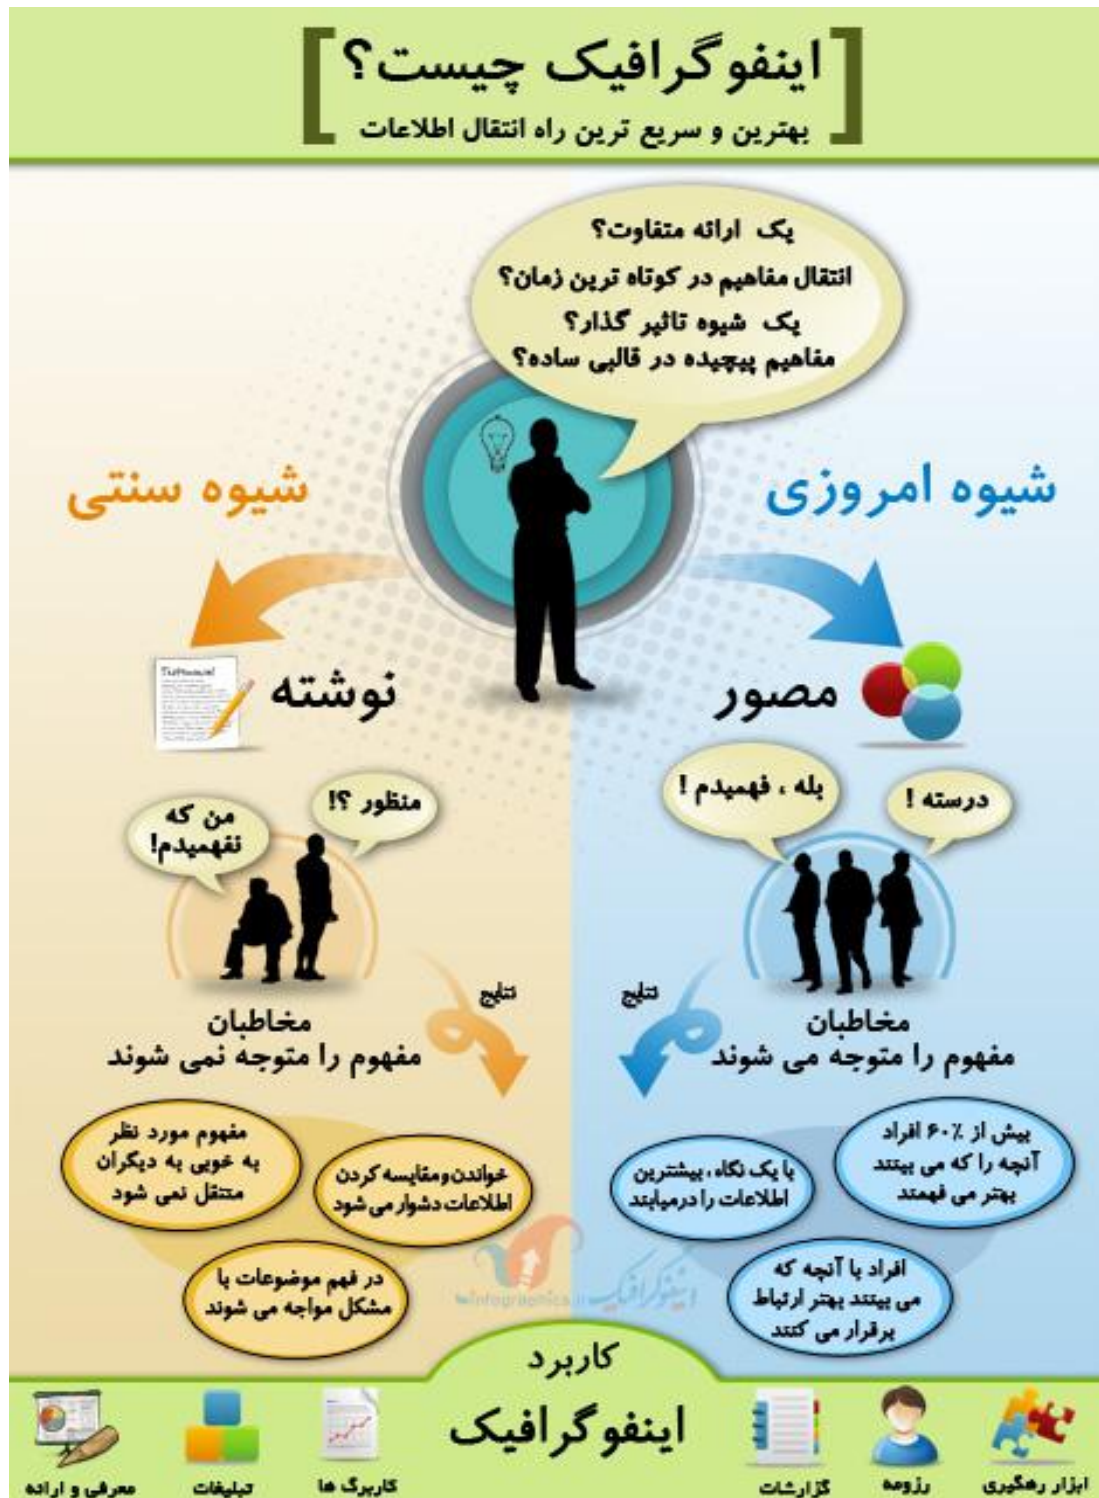 اینفوگرافیک چیست؟
بهترین و سریع ترین راه انتقال اطلاعات
یک ارائه متفاوت؟
انتقال مفاهیم در کوتاه ترین زمان؟
یک شیوه تاثیر گذار؟
مفاهیم پیچیده در قالبی ساده؟
شیوه امروزی
شیوه سنتی
مصور
بله ، فهمیدم !
درسته !
نتایج
مخاطبان
مفهوم را متوجه می شوند
بیش از ۶۰٪ افراد
آنچه را که می بینند
بهتر می فهمند
با یک نگاه ، بیشترین
اطلاعات را درمیابند
افراد با آنچه که
می بینند بهتر ارتباط
برقرار می کنند
نوشته
Testimonial
منظور ؟!
من که
نفهمیدم!
نتایج
مخاطبان
مفهوم را متوجه نمی شوند
مفهوم مورد نظر
به خوبی به دیگران
منتقل نمی شود
خواندن و مقایسه کردن
اطلاعات دشوار می شود
در فهم موضوعات با
مشکل مواجه می شوند
اینفوگرافیک
کاربرد
اینفوگرافیک
ابزار رهگیری
رزومه
گزارشات
کاربرگ ها
تبلیغات
معرفی و ارائه